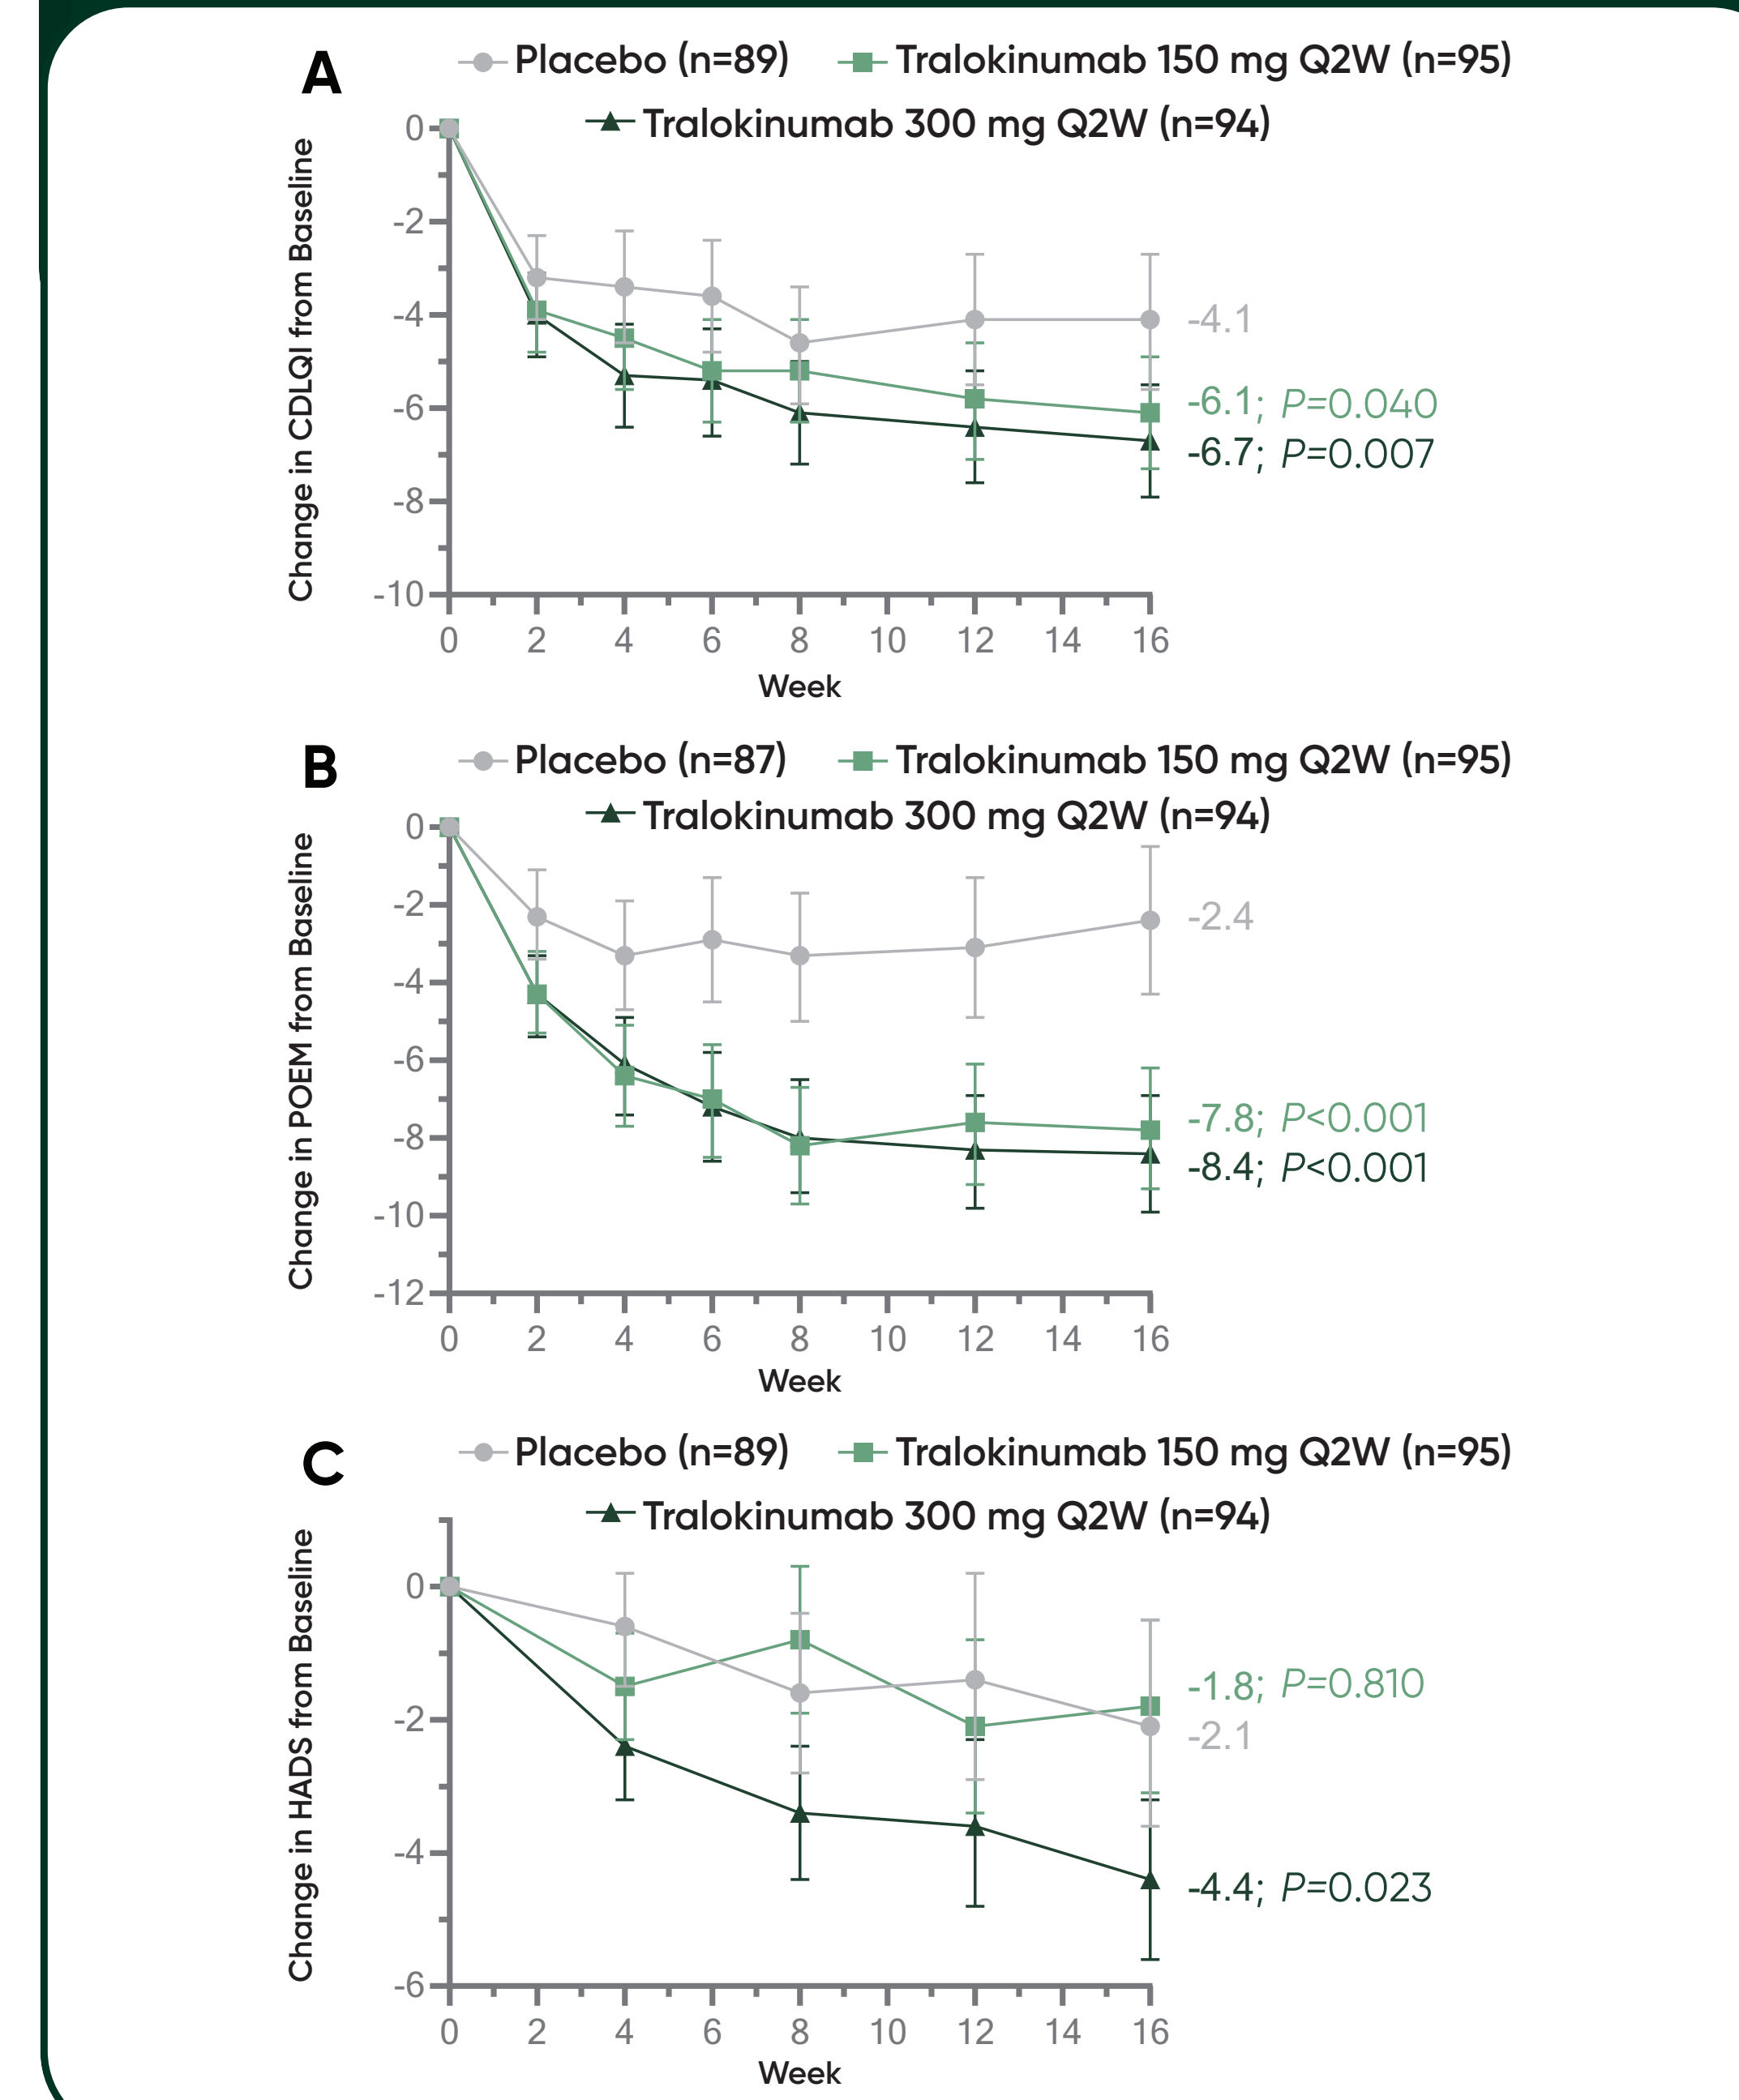 A
Placebo (n=89) Tralokinumab 150 mg Q2W (n=95)
Tralokinumab 300 mg Q2W (n=94)
Change in CDLQI from Baseline
0
-2
-4
-6
-8
-10
-4.1
-6.1; P=0.040
-6.7; P=0.007
0 2 4 6 8 10 12 14 16
Week
B
Placebo (n=87) Tralokinumab 150 mg Q2W (n=95)
Tralokinumab 300 mg Q2W (n=94)
Change in POEM from Baseline
0
-2
-4
-6
-8
-10
-12
-2.4
-7.8; P<0.001
-8.4; P<0.001
0 2 4 6 8 10 12 14 16
Week
C
Placebo (n=89) Tralokinumab 150 mg Q2W (n=95)
Tralokinumab 300 mg Q2W (n=94)
Change in HADS from Baseline
0
-2
-4
-6
-1.8; P=0.810
-2.1
-4.4; P=0.023
0 2 4 6 8 10 12 14 16
Week